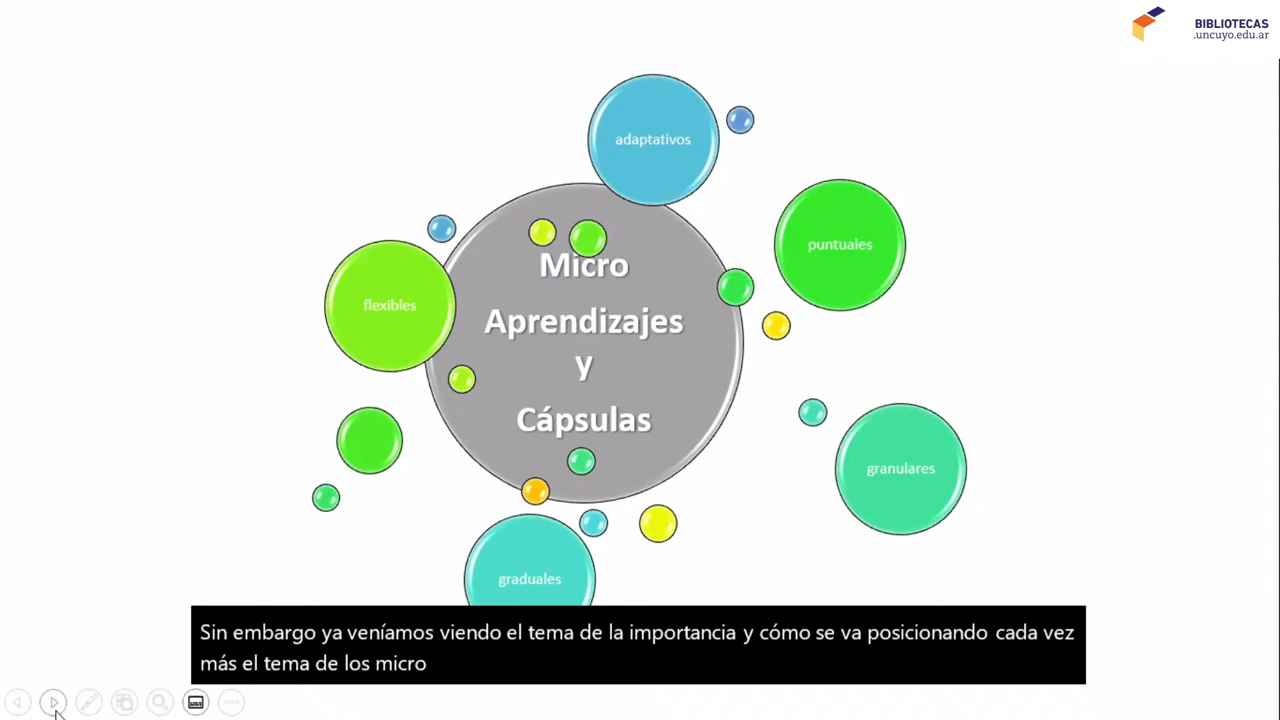 BIBLIOTECAS
.uncuyo.edu.ar
adaptativos
puntuales
flexibles
Micro
Aprendizajes
y
Cápsulas
granulares
graduales
Sin embargo ya veníamos viendo el tema de la importancia y cómo se va posicionando cada vez
más el tema de los micro